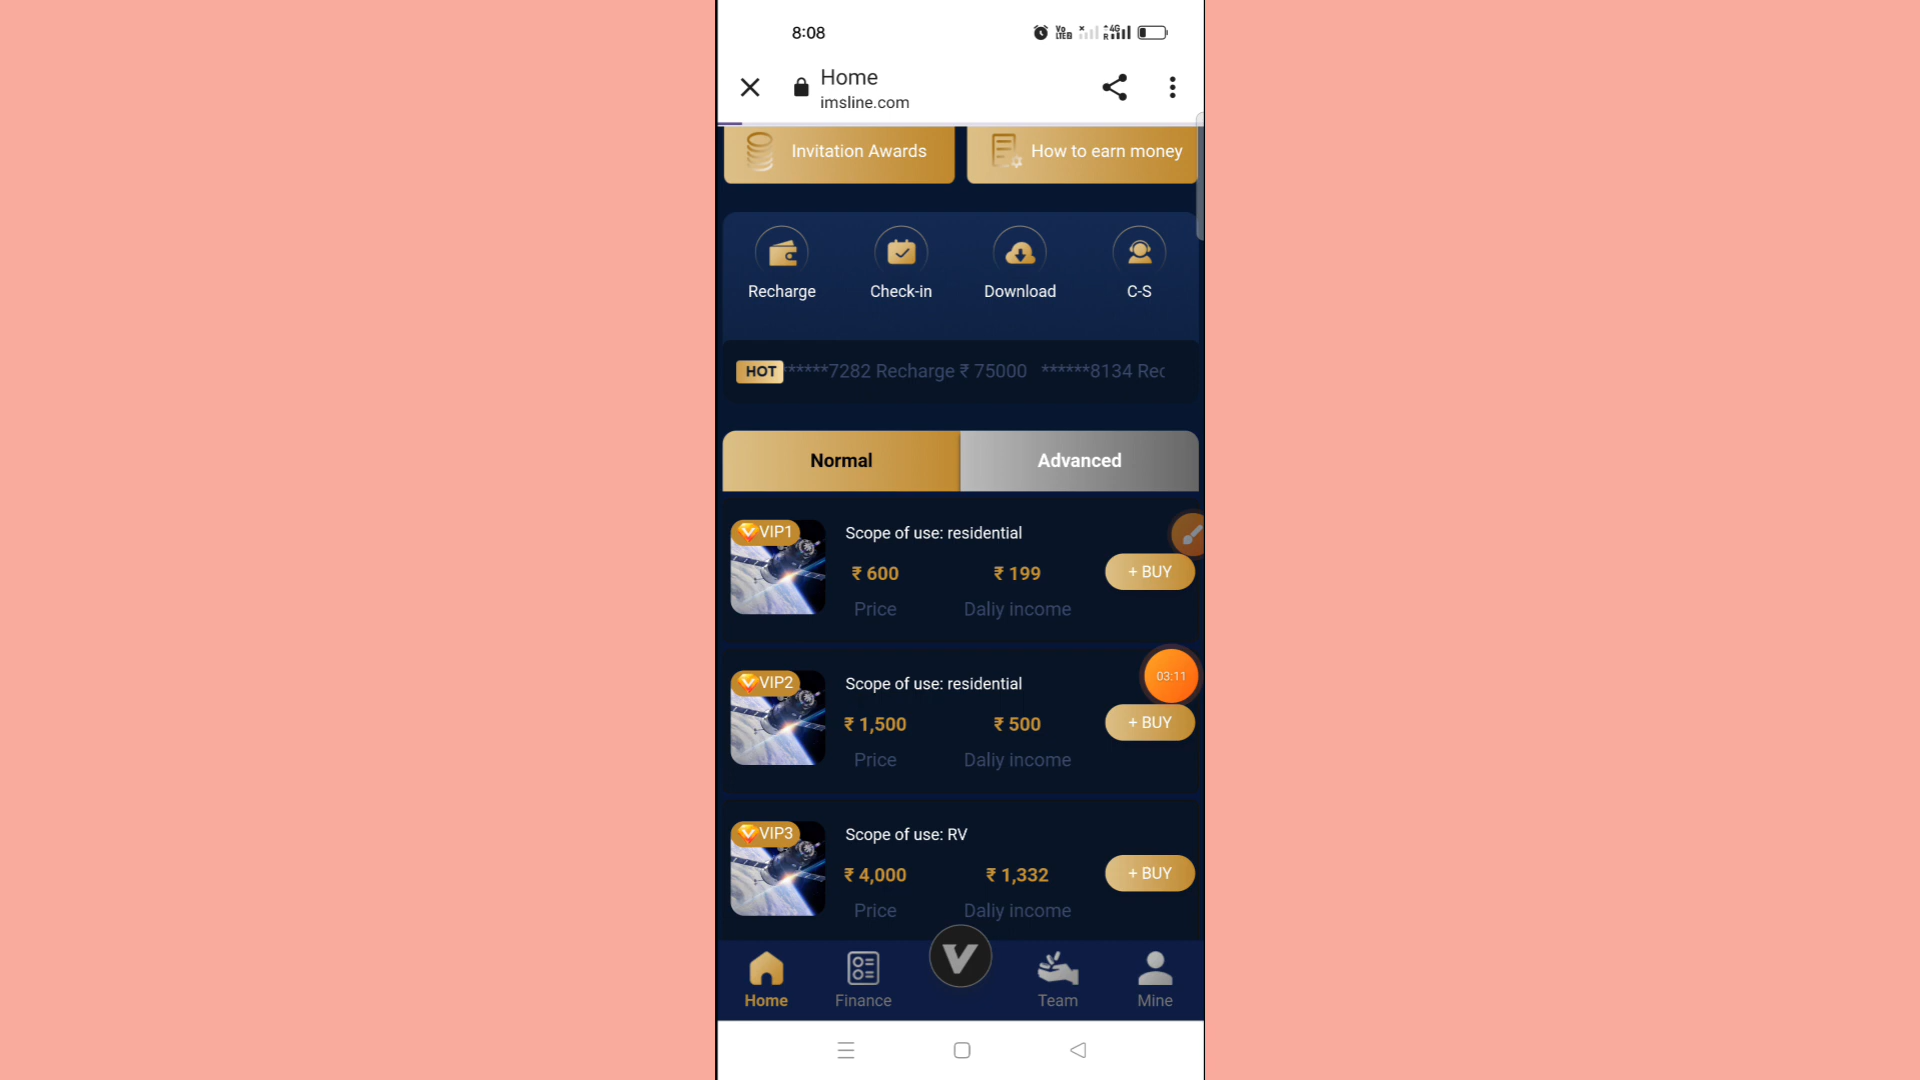 8:08
Vo
LTE2
4G
R
Home
imsline.com
Invitation Awards
How to earn money
Recharge
Check-in
Download
C-S
HOT
******7282 Recharge ₹ 75000 ******8134 Rec
Normal
Advanced
VIP1
Scope of use: residential
₹ 600
₹ 199
+ BUY
Price
Daliy income
VIP2
Scope of use: residential
03:11
₹ 1,500
₹ 500
+ BUY
Price
Daliy income
VIP3
Scope of use: RV
₹ 4,000
₹ 1,332
+ BUY
Price
Daliy income
V
Home
Finance
Team
Mine